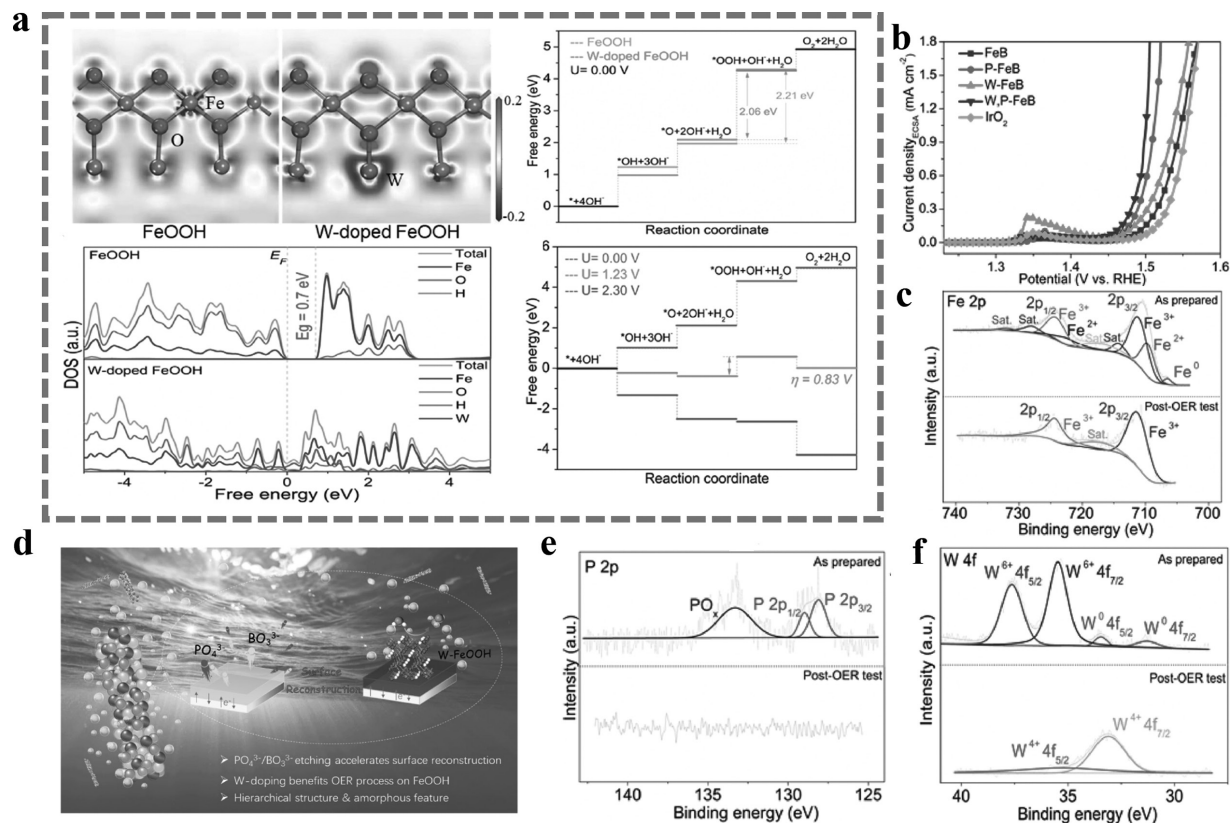 a
Fe
O
W
0.2
-0.2
FeOOH
W-doped FeOOH
FeOOH
E_F
Eg = 0.7 eV
Total
Fe
O
H
W-doped FeOOH
Total
Fe
O
H
W
DOS (a.u.)
-4
-2
0
2
4
Free energy (eV)
FeOOH
W-doped FeOOH
U= 0.00 V
*+4OH⁻
*OH+3OH⁻
*O+2OH⁻+H₂O
*OOH+OH⁻+H₂O
O₂+2H₂O
2.06 eV
2.21 eV
Free energy (eV)
5
4
3
2
1
0
Reaction coordinate
U = 0.00 V
U = 1.23 V
U = 2.30 V
*+4OH⁻
*OH+3OH⁻
*O+2OH⁻+H₂O
*OOH+OH⁻+H₂O
O₂+2H₂O
η = 0.83 V
Free energy (eV)
6
4
2
0
-2
-4
Reaction coordinate
b
FeB
P-FeB
W-FeB
W,P-FeB
IrO₂
Current density_ECSA (mA cm⁻²)
1.8
1.5
1.2
0.9
0.6
0.3
0.0
1.3
1.4
1.5
1.6
Potential (V vs. RHE)
c
Fe 2p
As prepared
2p₁/₂
Fe³⁺
2p₃/₂
Fe³⁺
Sat.
Sat.
Fe²⁺
Sat.
Sat.
Fe²⁺
Fe⁰
Post-OER test
2p₁/₂
Fe³⁺
Sat.
2p₃/₂
Fe³⁺
Intensity (a.u.)
740
730
720
710
700
Binding energy (eV)
d
PO₄³⁻
BO₃³⁻
Surface
Reconstruction
W-FeOOH
e⁻
e⁻
➢ PO₄³⁻/BO₃³⁻ etching accelerates surface reconstruction
➢ W-doping benefits OER process on FeOOH
➢ Hierarchical structure & amorphous feature
e
P 2p
As prepared
POₓ
P 2p₁/₂
P 2p₃/₂
Post-OER test
Intensity (a.u.)
140
135
130
125
Binding energy (eV)
f
W 4f
As prepared
W⁶⁺ 4f₅/₂
W⁶⁺ 4f₇/₂
W⁰ 4f₅/₂
W⁰ 4f₇/₂
Post-OER test
W⁴⁺ 4f₅/₂
W⁴⁺ 4f₇/₂
Intensity (a.u.)
40
35
30
Binding energy (eV)